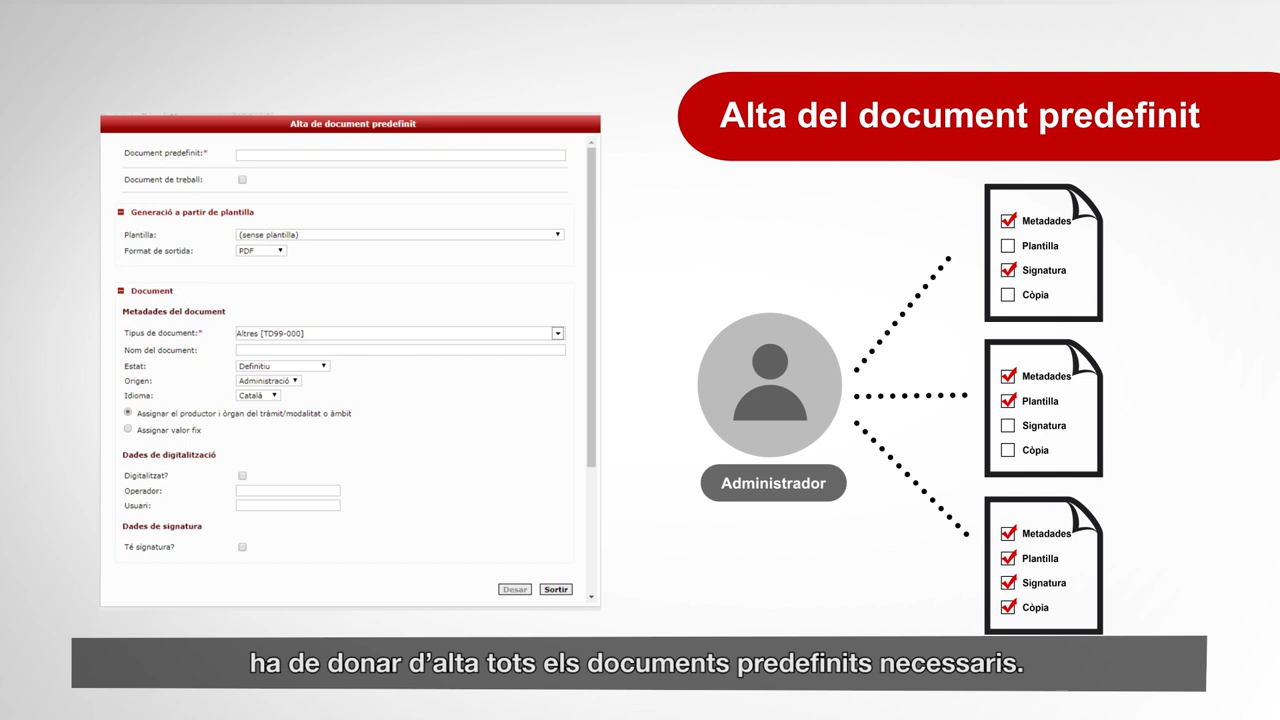 Alta del document predefinit
Alta de document predefinit
Document predefinit:*
Document de treball:
Generació a partir de plantilla
Plantilla: (sense plantilla)
Format de sortida: PDF
Document
Metadades del document
Tipus de document:* Altres [TD99-000]
Nom del document:
Estat: Definitiu
Origen: Administració
Idioma: Català
Assignar el productor i òrgan del tràmit/modalitat o àmbit
Assignar valor fix
Dades de digitalització
Digitalitzat?
Operador:
Usuari:
Dades de signatura
Té signatura?
Desar Sortir
Administrador
Metadades
Plantilla
Signatura
Còpia
Metadades
Plantilla
Signatura
Còpia
Metadades
Plantilla
Signatura
Còpia
ha de donar d’alta tots els documents predefinits necessaris.